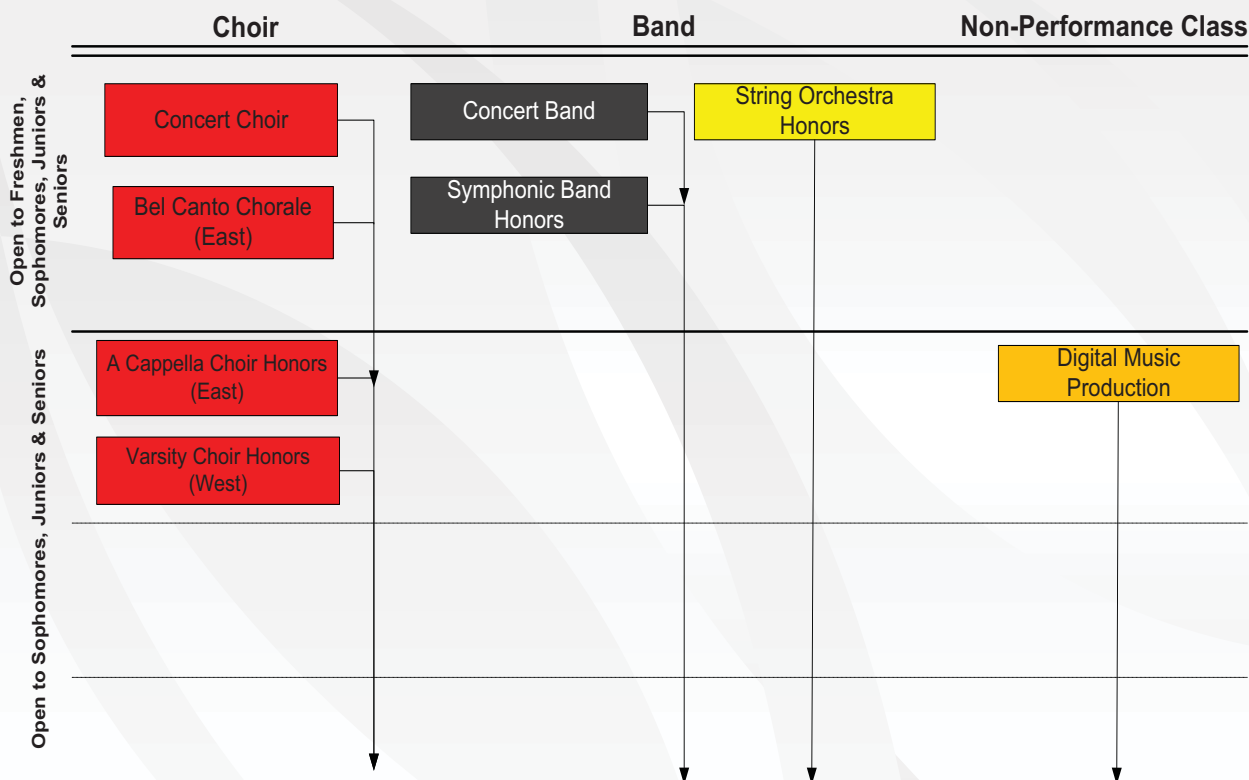 Choir
Band
Non-Performance Class
Open to Freshmen,
Sophomores, Juniors &
Seniors
Concert Choir
Bel Canto Chorale
(East)
Concert Band
Symphonic Band
Honors
String Orchestra
Honors
Open to Sophomores, Juniors & Seniors
A Cappella Choir Honors
(East)
Varsity Choir Honors
(West)
Digital Music
Production